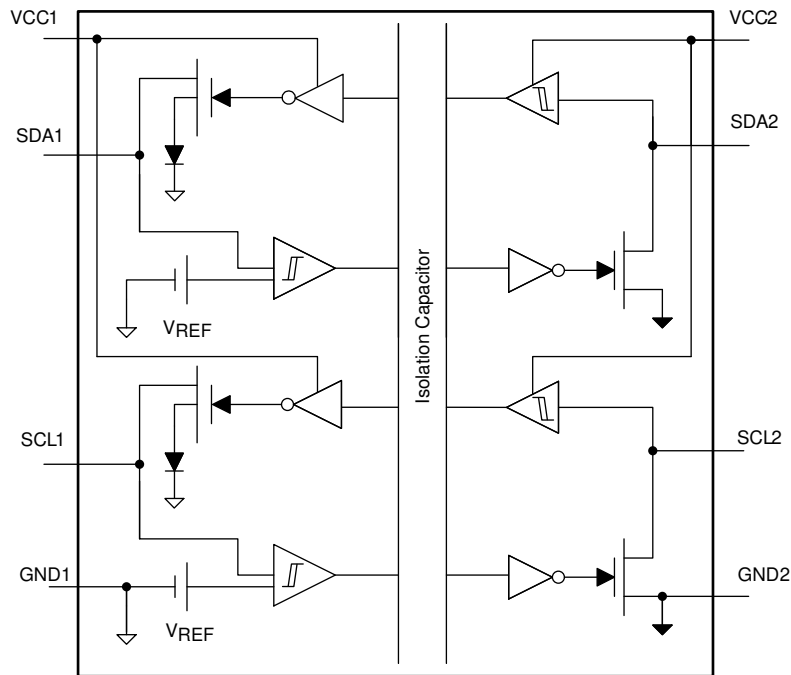 VCC1
VCC2
SDA1
SDA2
VREF
Isolation Capacitor
SCL1
SCL2
GND1
GND2
VREF